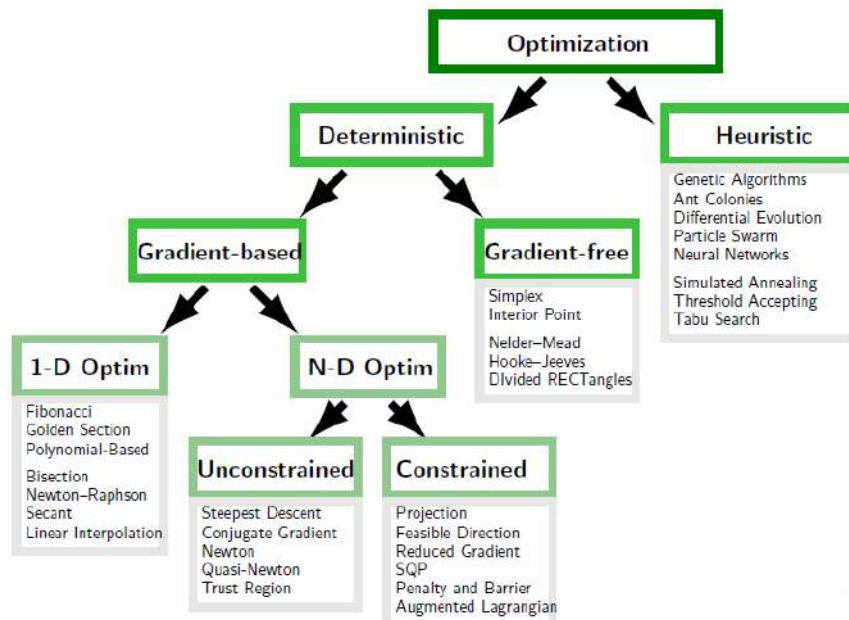 Optimization
Deterministic
Heuristic
Genetic Algorithms
Ant Colonies
Differential Evolution
Particle Swarm
Neural Networks
Simulated Annealing
Threshold Accepting
Tabu Search
Gradient-based
Gradient-free
Simplex
Interior Point
Nelder–Mead
Hooke–Jeeves
DIvided RECTangles
1-D Optim
Fibonacci
Golden Section
Polynomial-Based
Bisection
Newton–Raphson
Secant
Linear Interpolation
N-D Optim
Unconstrained
Steepest Descent
Conjugate Gradient
Newton
Quasi-Newton
Trust Region
Constrained
Projection
Feasible Direction
Reduced Gradient
SQP
Penalty and Barrier
Augmented Lagrangian